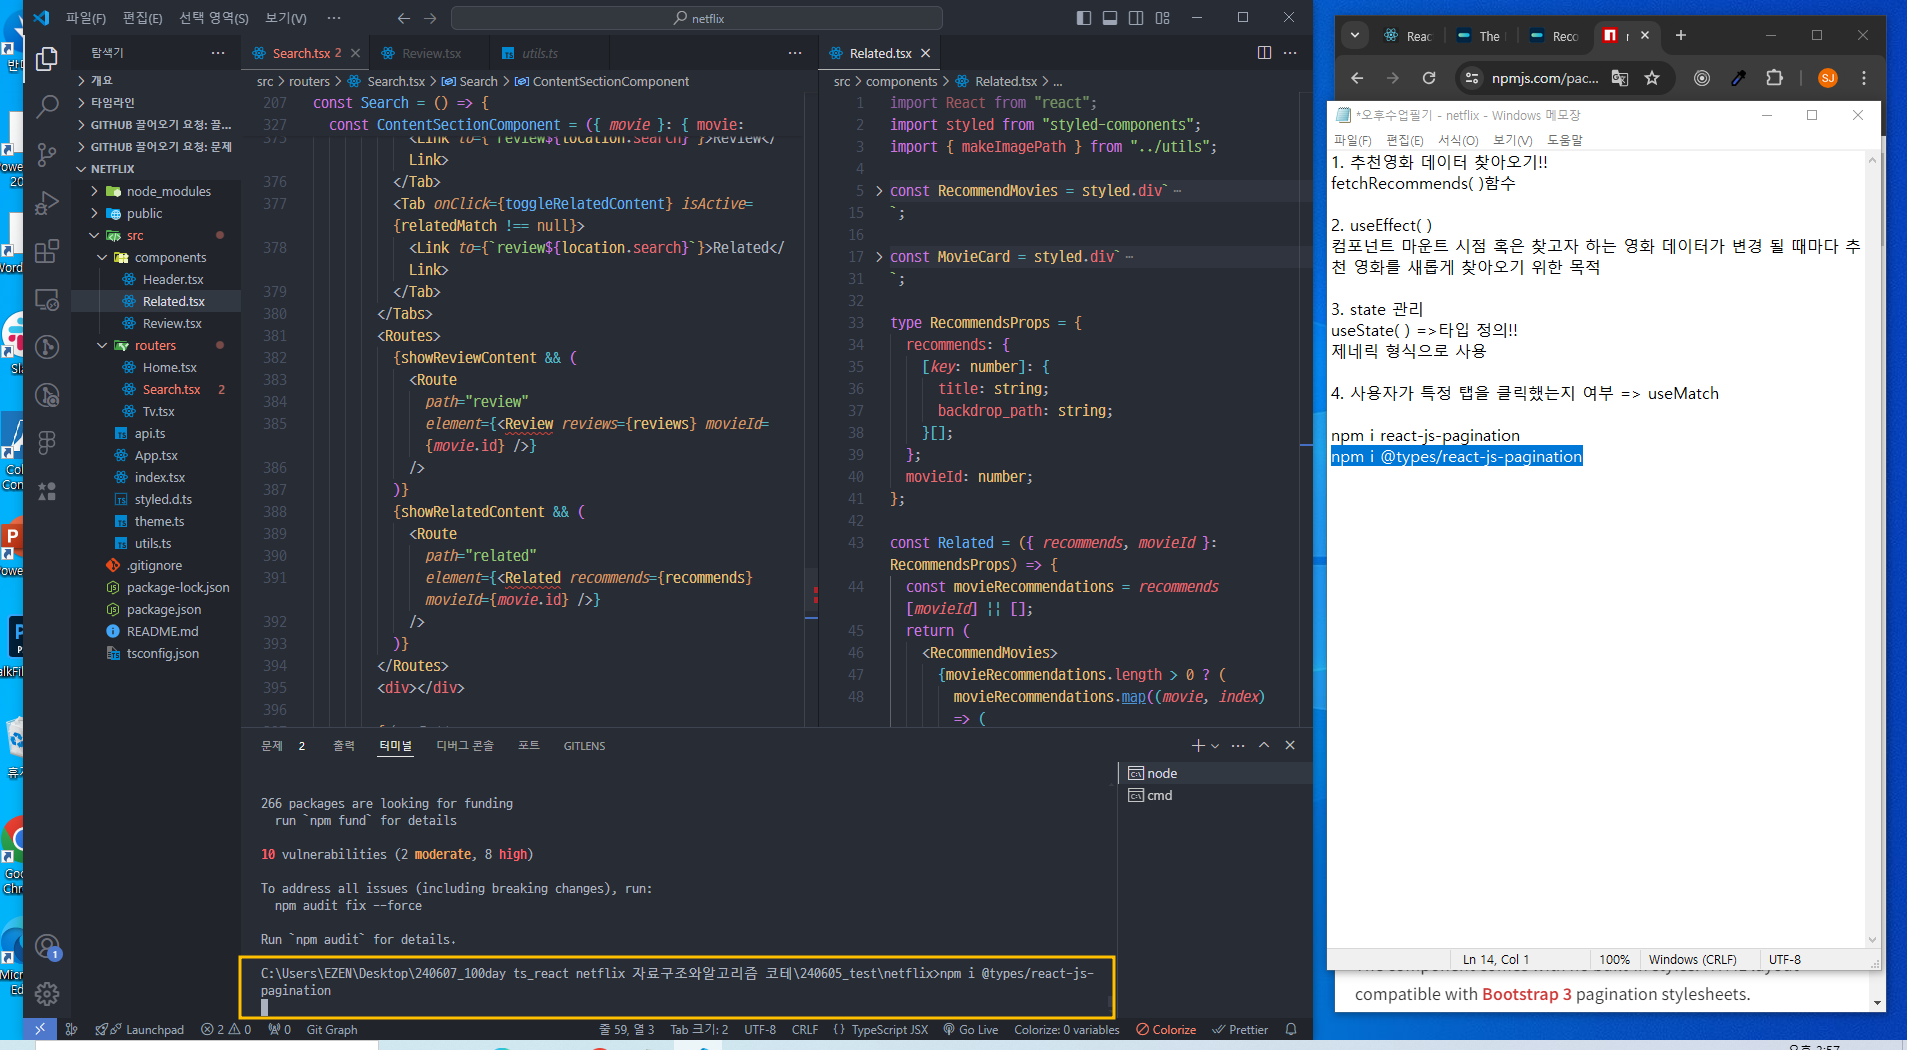 파일(F) 편집(E) 선택 영역(S) 보기(V) ··· netflix
탐색기
개요
타임라인
GITHUB 끌어오기 요청: 끌...
GITHUB 끌어오기 요청: 문제
NETFLIX
node_modules
public
src
components
Header.tsx
Related.tsx
Review.tsx
routers
Home.tsx
Search.tsx 2
Tv.tsx
api.ts
App.tsx
index.tsx
styled.d.ts
theme.ts
utils.ts
.gitignore
package-lock.json
package.json
README.md
tsconfig.json
Search.tsx 2 Review.tsx utils.ts
src > routers > Search.tsx > Search > ContentSectionComponent
207 const Search = () => {
327 const ContentSectionComponent = ({ movie }: { movie:
375 <Link to={`review${location.search}`}>Review</
Link>
376 </Tab>
377 <Tab onClick={toggleRelatedContent} isActive=
{relatedMatch !== null}>
378 <Link to={`review${location.search}`}>Related</
Link>
379 </Tab>
380 </Tabs>
381 <Routes>
382 {showReviewContent && (
383 <Route
384 path="review"
385 element={<Review reviews={reviews} movieId=
{movie.id} />}
386 />
387 )}
388 {showRelatedContent && (
389 <Route
390 path="related"
391 element={<Related recommends={recommends}
movieId={movie.id} />}
392 />
393 )}
394 </Routes>
395 <div></div>
396
Related.tsx
src > components > Related.tsx > ...
1 import React from "react";
2 import styled from "styled-components";
3 import { makeImagePath } from "../utils";
4
5 const RecommendMovies = styled.div`···
15 `;
16
17 const MovieCard = styled.div`···
31 `;
32
33 type RecommendsProps = {
34 recommends: {
35 [key: number]: {
36 title: string;
37 backdrop_path: string;
38 }[];
39 };
40 movieId: number;
41 };
42
43 const Related = ({ recommends, movieId }:
RecommendsProps) => {
44 const movieRecommendations = recommends
[movieId] || [];
45 return (
46 <RecommendMovies>
47 {movieRecommendations.length > 0 ? (
48 movieRecommendations.map((movie, index)
=> (
문제 2 출력 터미널 디버그 콘솔 포트 GITLENS
node
cmd
266 packages are looking for funding
run `npm fund` for details
10 vulnerabilities (2 moderate, 8 high)
To address all issues (including breaking changes), run:
npm audit fix --force
Run `npm audit` for details.
C:\Users\EZEN\Desktop\240607_100day ts_react netflix 자료구조와알고리즘 코테\240605_test\netflix>npm i @types/react-js-
pagination
Launchpad 2 0 0 Git Graph 줄 59, 열 3 Tab 크기: 2 UTF-8 CRLF {} TypeScript JSX Go Live Colorize: 0 variables Colorize Prettier
Reac The Reco
npmjs.com/pac... SJ
*오후수업필기 - netflix - Windows 메모장
파일(F) 편집(E) 서식(O) 보기(V) 도움말
1. 추천영화 데이터 찾아오기!!
fetchRecommends( )함수
2. useEffect( )
컴포넌트 마운트 시점 혹은 찾고자 하는 영화 데이터가 변경 될 때마다 추
천 영화를 새롭게 찾아오기 위한 목적
3. state 관리
useState( ) =>타입 정의!!
제네릭 형식으로 사용
4. 사용자가 특정 탭을 클릭했는지 여부 => useMatch
npm i react-js-pagination
npm i @types/react-js-pagination
Ln 14, Col 1 100% Windows (CRLF) UTF-8
compatible with Bootstrap 3 pagination stylesheets.